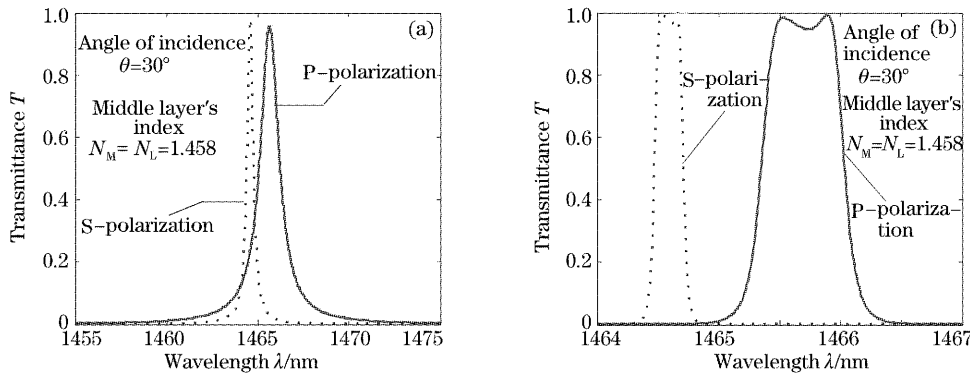 (a)
1.0
0.8
0.6
0.4
0.2
0
Transmittance T
Angle of incidence
θ=30°
Middle layer's
index
N_M= N_L=1.458
P-polarization
S-polarization
1455 1460 1465 1470 1475
Wavelength λ/nm
(b)
1.0
0.8
0.6
0.4
0.2
0
Transmittance T
S-polari-
zation
Angle of
incidence
θ=30°
Middle layer's
index
N_M=N_L=1.458
P-polariza-
tion
1464 1465 1466 1467
Wavelength λ/nm